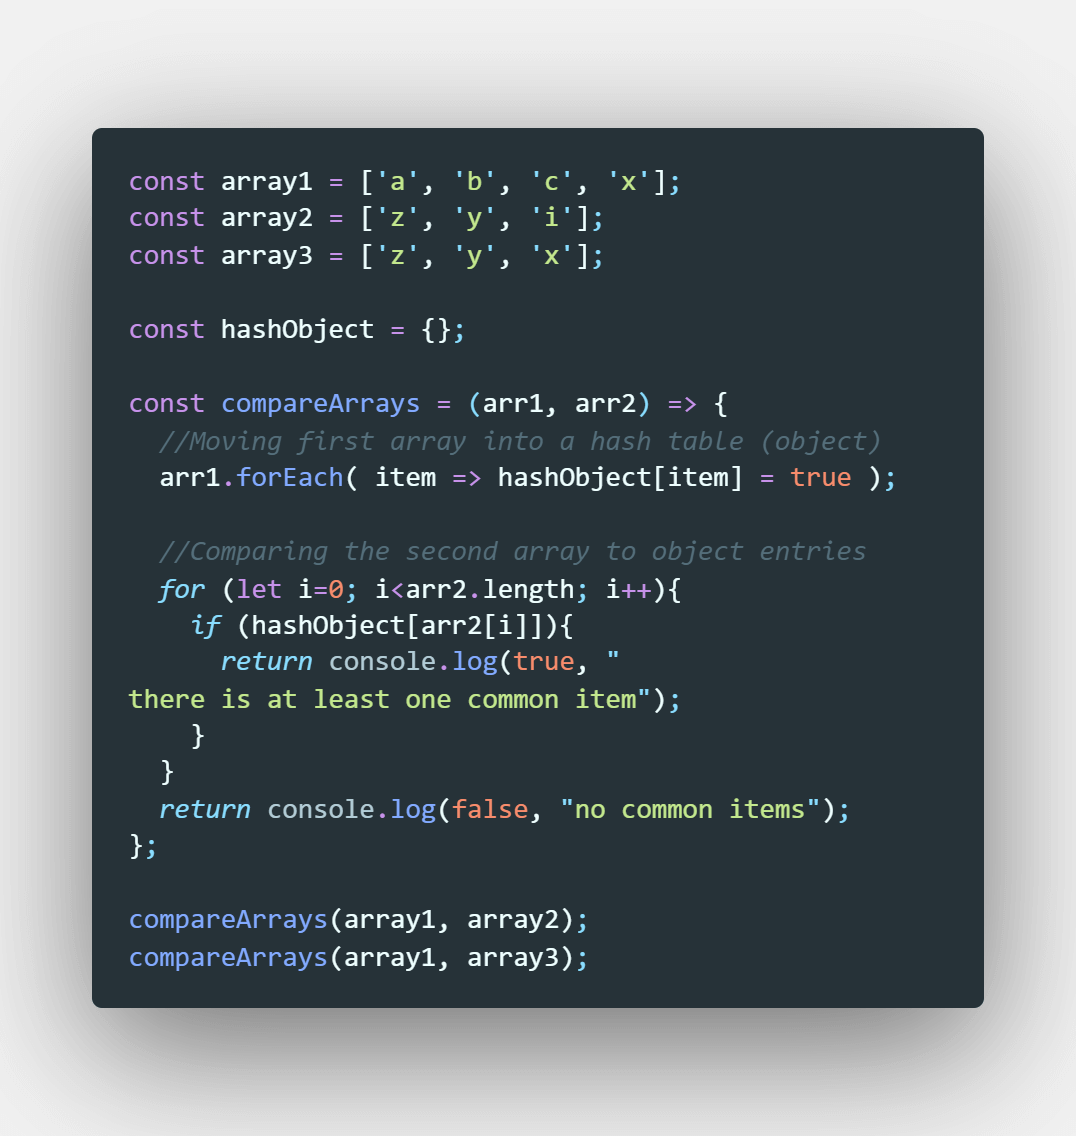 const array1 = ['a', 'b', 'c', 'x'];
const array2 = ['z', 'y', 'i'];
const array3 = ['z', 'y', 'x'];

const hashObject = {};

const compareArrays = (arr1, arr2) => {
  //Moving first array into a hash table (object)
  arr1.forEach( item => hashObject[item] = true );

  //Comparing the second array to object entries
  for (let i=0; i<arr2.length; i++){
    if (hashObject[arr2[i]]){
      return console.log(true, "
there is at least one common item");
    }
  }
  return console.log(false, "no common items");
};

compareArrays(array1, array2);
compareArrays(array1, array3);